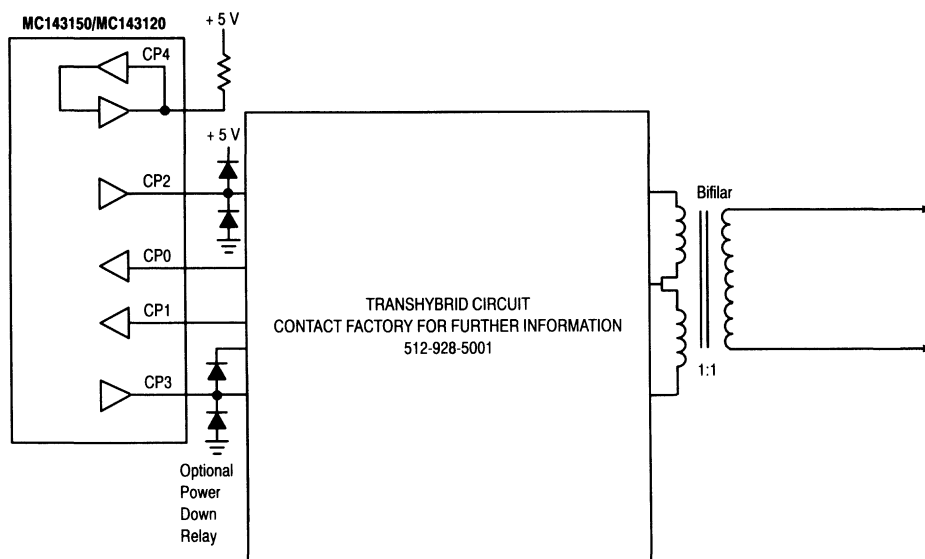 MC143150/MC143120
+ 5 V
CP4
+ 5 V
CP2
CP0
CP1
CP3
Optional
Power
Down
Relay
TRANSHYBRID CIRCUIT
CONTACT FACTORY FOR FURTHER INFORMATION
512-928-5001
Bifilar
1:1